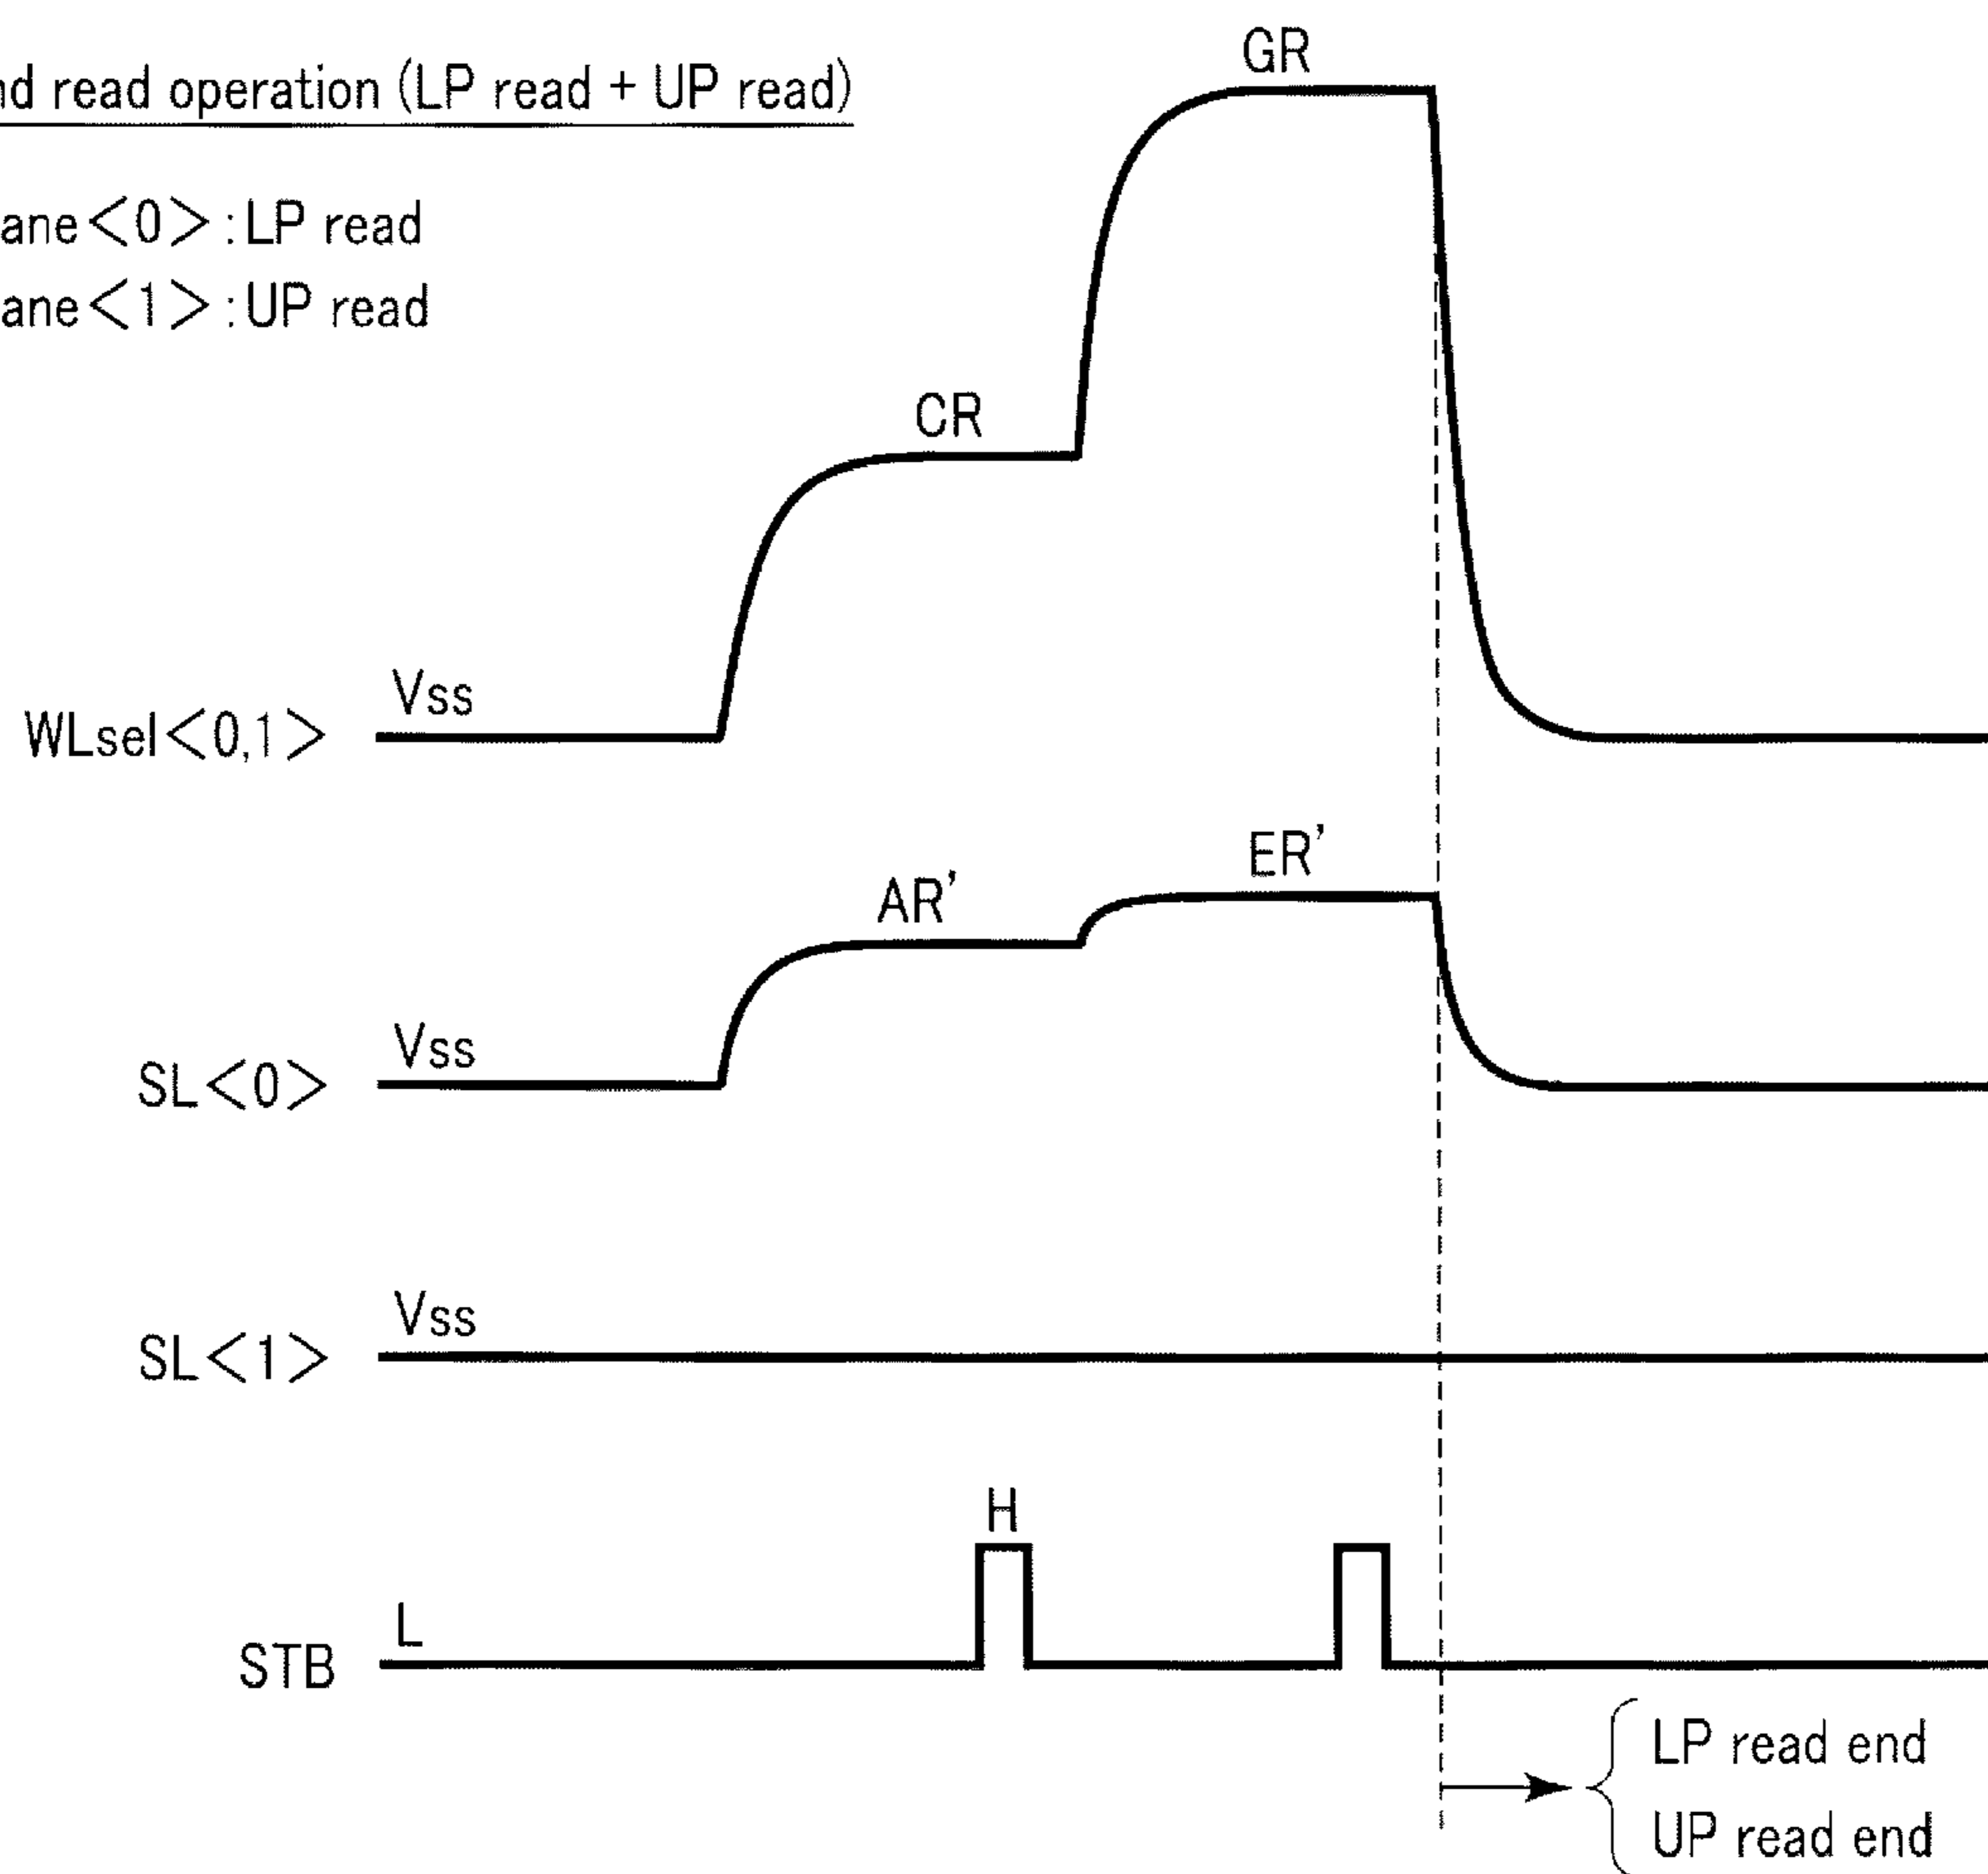 nd read operation (LP read + UP read)
ane<0>:LP read
ane<1>:UP read
GR
CR
Vss
WLsel<0,1>
ER'
AR'
Vss
SL<0>
Vss
SL<1>
H
L
STB
LP read end
UP read end